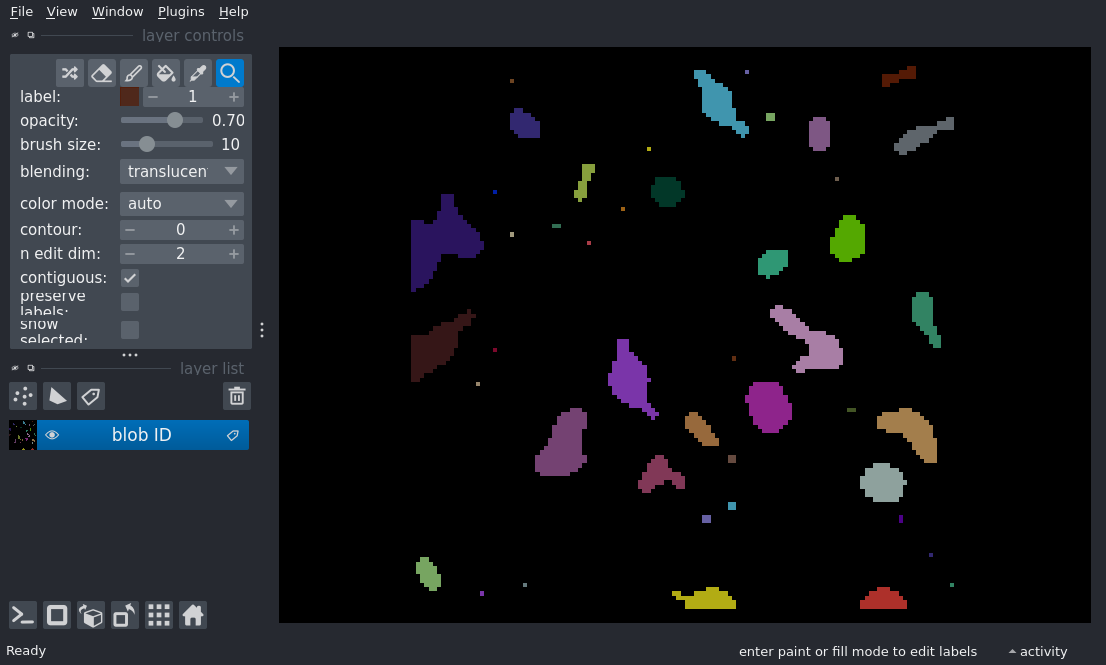 File View Window Plugins Help
layer controls
label: 1
opacity: 0.70
brush size: 10
blending: translucen
color mode: auto
contour: 0
n edit dim: 2
contiguous:
preserve
labels:
show
selected:
layer list
blob ID
Ready
enter paint or fill mode to edit labels
activity